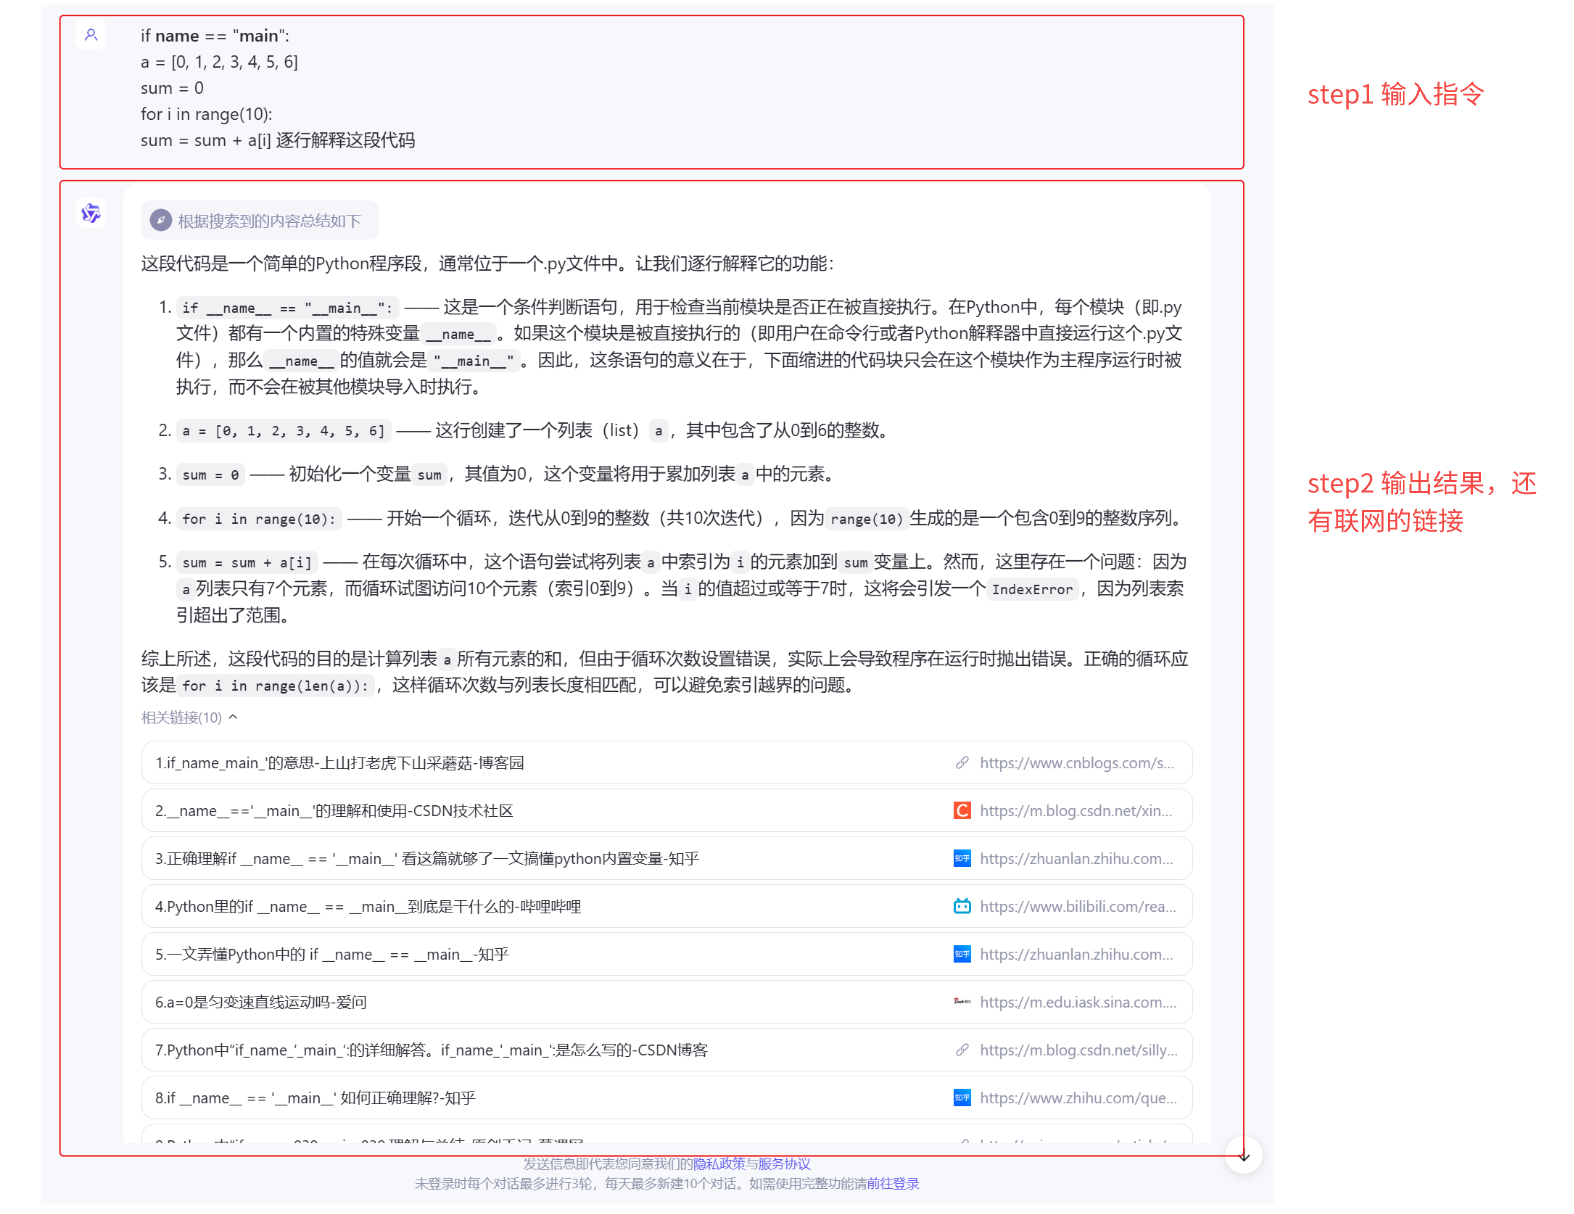 if name == "main":
a = [0, 1, 2, 3, 4, 5, 6]
sum = 0
for i in range(10):
sum = sum + a[i] 逐行解释这段代码
step1 输入指令
根据搜索到的内容总结如下
这段代码是一个简单的Python程序段，通常位于一个.py文件中。让我们逐行解释它的功能：
1. if __name__ == "__main__": —— 这是一个条件判断语句，用于检查当前模块是否正在被直接执行。在Python中，每个模块（即.py
文件）都有一个内置的特殊变量 __name__ 。如果这个模块是被直接执行的（即用户在命令行或者Python解释器中直接运行这个.py文
件），那么 __name__ 的值就会是 "__main__" 。因此，这条语句的意义在于，下面缩进的代码块只会在这个模块作为主程序运行时被
执行，而不会在被其他模块导入时执行。
2. a = [0, 1, 2, 3, 4, 5, 6] —— 这行创建了一个列表（list） a ，其中包含了从0到6的整数。
3. sum = 0 —— 初始化一个变量 sum ，其值为0，这个变量将用于累加列表 a 中的元素。
4. for i in range(10): —— 开始一个循环，迭代从0到9的整数（共10次迭代），因为 range(10) 生成的是一个包含0到9的整数序列。
5. sum = sum + a[i] —— 在每次循环中，这个语句尝试将列表 a 中索引为 i 的元素加到 sum 变量上。然而，这里存在一个问题：因为
a 列表只有7个元素，而循环试图访问10个元素（索引0到9）。当 i 的值超过或等于7时，这将会引发一个 IndexError ，因为列表索
引超出了范围。
step2 输出结果，还
有联网的链接
综上所述，这段代码的目的是计算列表 a 所有元素的和，但由于循环次数设置错误，实际上会导致程序在运行时抛出错误。正确的循环应
该是 for i in range(len(a)): ，这样循环次数与列表长度相匹配，可以避免索引越界的问题。
相关链接(10)
1.if_name_main_'的意思-上山打老虎下山采蘑菇-博客园 https://www.cnblogs.com/s...
2.__name__=='__main__'的理解和使用-CSDN技术社区 https://m.blog.csdn.net/xin...
3.正确理解if __name__ == '__main__' 看这篇就够了一文搞懂python内置变量-知乎 https://zhuanlan.zhihu.com...
4.Python里的if __name__ == __main__到底是干什么的-哔哩哔哩 https://www.bilibili.com/rea...
5.一文弄懂Python中的 if __name__ == __main__-知乎 https://zhuanlan.zhihu.com...
6.a=0是匀变速直线运动吗-爱问 https://m.edu.iask.sina.com....
7.Python中“if_name_‘_main_‘:的详细解答。if_name_'_main_':是怎么写的-CSDN博客 https://m.blog.csdn.net/silly...
8.if __name__ == '__main__' 如何正确理解?-知乎 https://www.zhihu.com/que...
发送信息即代表您同意我们的隐私政策与服务协议
未登录时每个对话最多进行3轮，每天最多新建10个对话。如需使用完整功能请前往登录